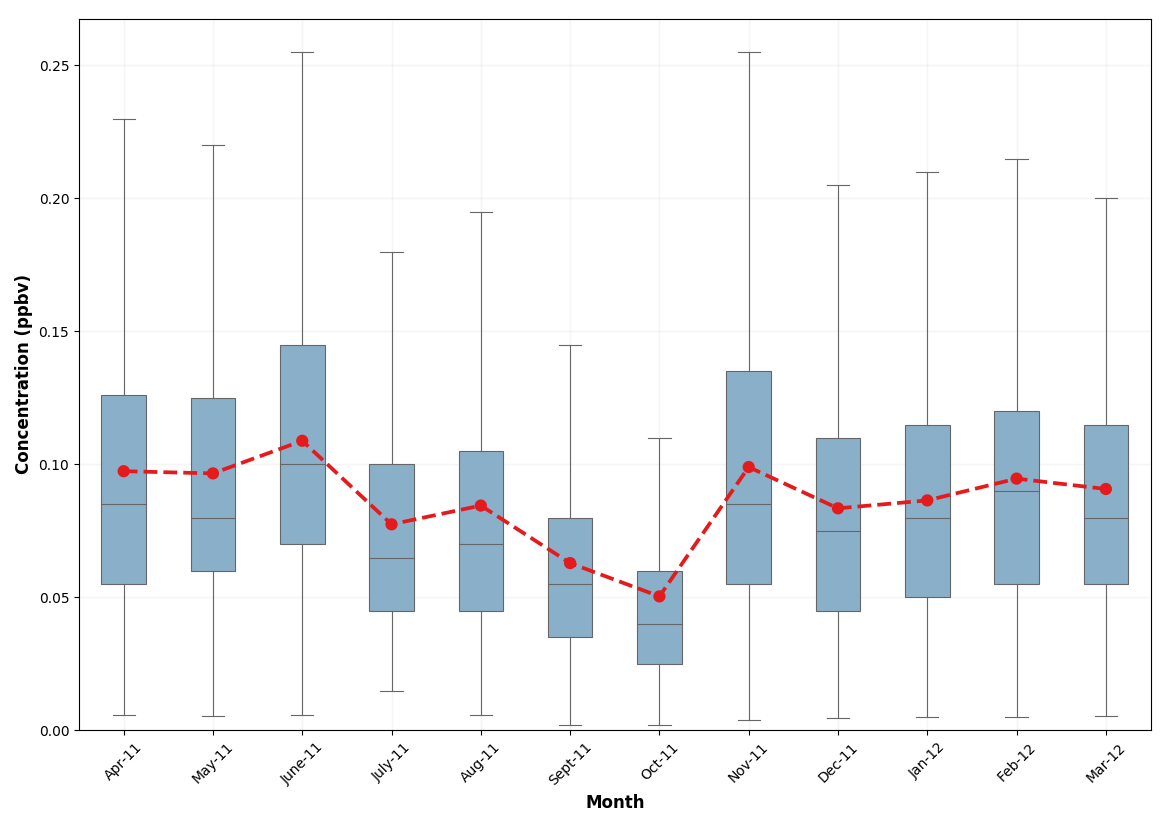 Concentration (ppbv)
0.25
0.20
0.15
0.10
0.05
0.00
Apr-11
May-11
June-11
July-11
Aug-11
Sept-11
Oct-11
Nov-11
Dec-11
Jan-12
Feb-12
Mar-12
Month